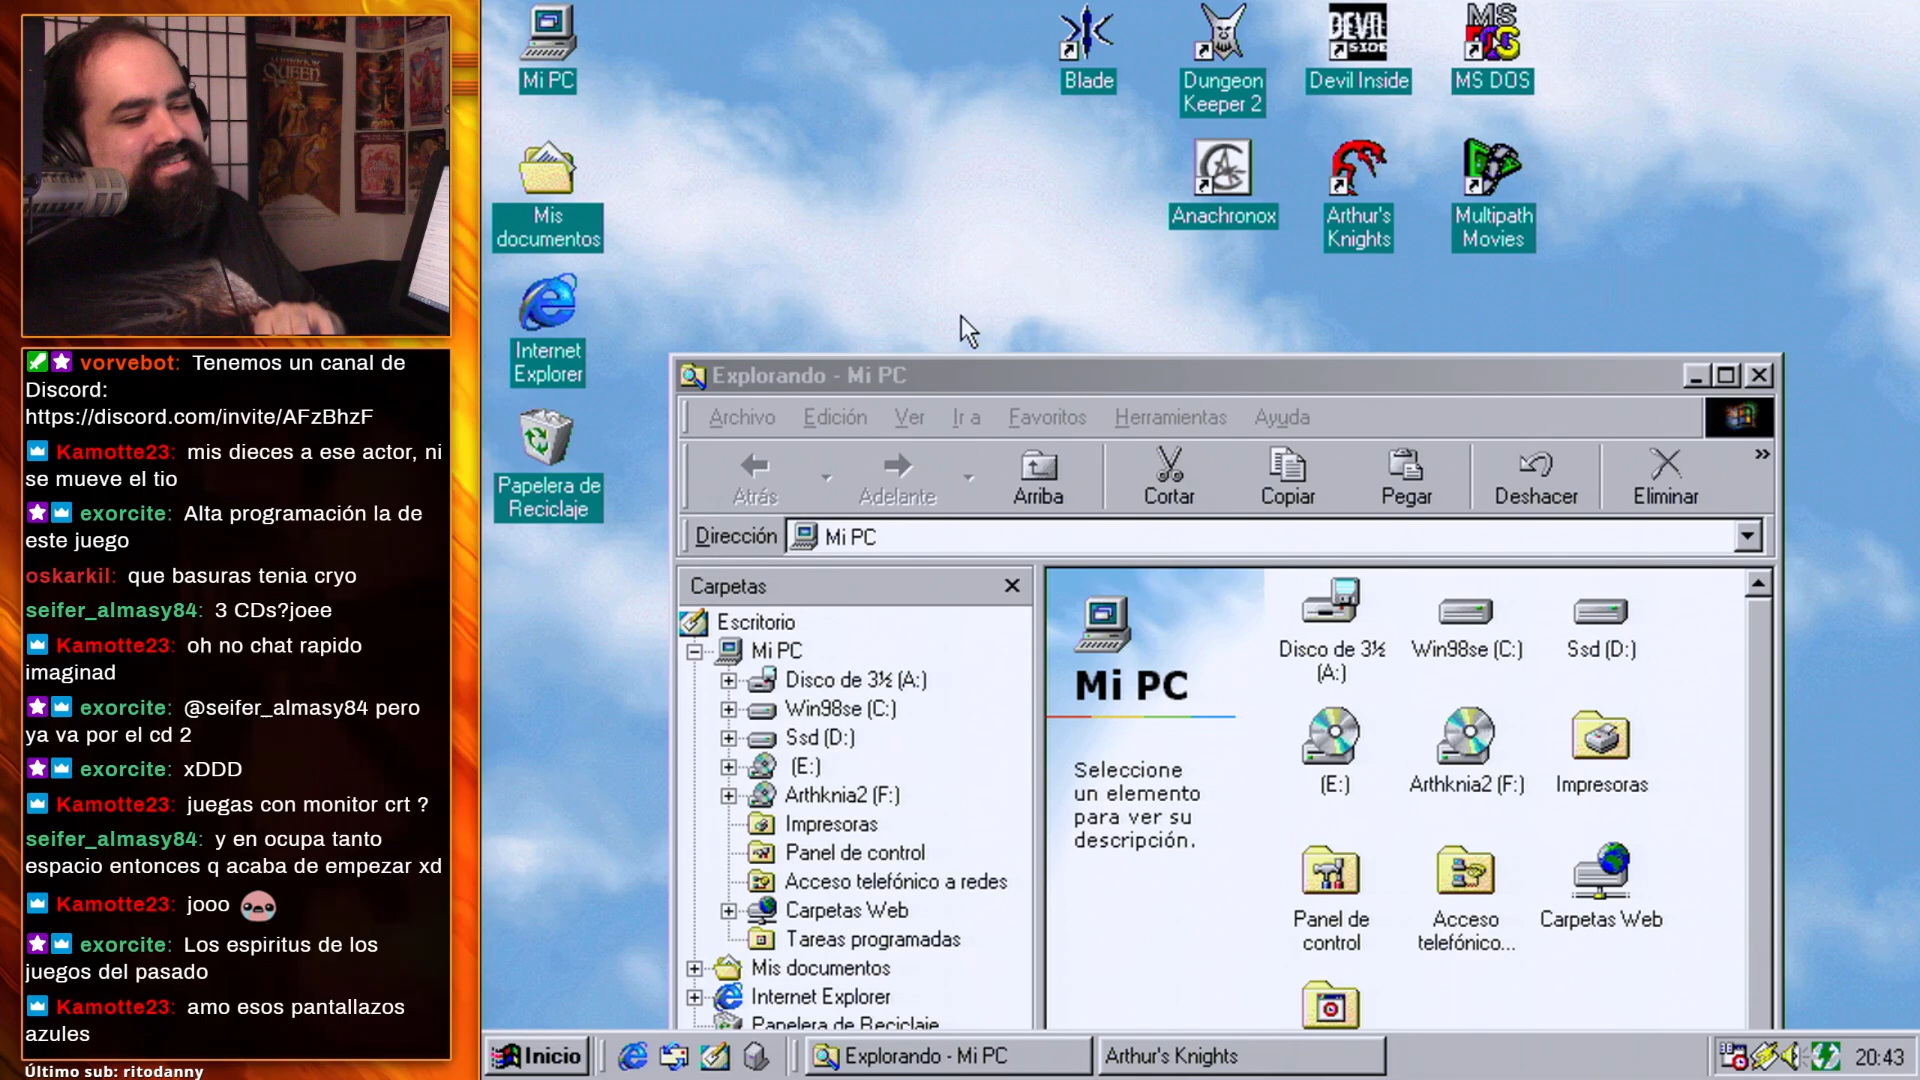 QUEEN
vorvebot: Tenemos un canal de
Discord:
https://discord.com/invite/AFzBhzF
Kamotte23: mis dieces a ese actor, ni
se mueve el tio
exorcite: Alta programación la de
este juego
oskarkil: que basuras tenia cryo
seifer_almasy84: 3 CDs?joee
Kamotte23: oh no chat rapido
imaginad
exorcite: @seifer_almasy84 pero
ya va por el cd 2
exorcite: xDDD
Kamotte23: juegas con monitor crt ?
seifer_almasy84: y en ocupa tanto
espacio entonces q acaba de empezar xd
Kamotte23: jooo
exorcite: Los espiritus de los
juegos del pasado
Kamotte23: amo esos pantallazos
azules
Último sub: ritodanny
Mi PC
Mis
documentos
Internet
Explorer
Papelera de
Reciclaje
Blade
Dungeon
Keeper 2
DEVIL
INSIDE
Devil Inside
MS
DOS
MS DOS
Anachronox
Arthur's
Knights
Multipath
Movies
Explorando - Mi PC
Archivo Edición Ver Ir a Favoritos Herramientas Ayuda
Atrás Adelante Arriba Cortar Copiar Pegar Deshacer Eliminar »
Dirección Mi PC
Carpetas
Escritorio
Mi PC
Disco de 3½ (A:)
Win98se (C:)
Ssd (D:)
(E:)
Arthknia2 (F:)
Impresoras
Panel de control
Acceso telefónico a redes
Carpetas Web
Tareas programadas
Mis documentos
Internet Explorer
Papelera de Reciclaje
Mi PC
Seleccione
un elemento
para ver su
descripción.
Disco de 3½
(A:)
Win98se (C:)
Ssd (D:)
(E:)
Arthknia2 (F:)
Impresoras
Panel de
control
Acceso
telefónico...
Carpetas Web
Inicio
Explorando - Mi PC
Arthur's Knights
20:43